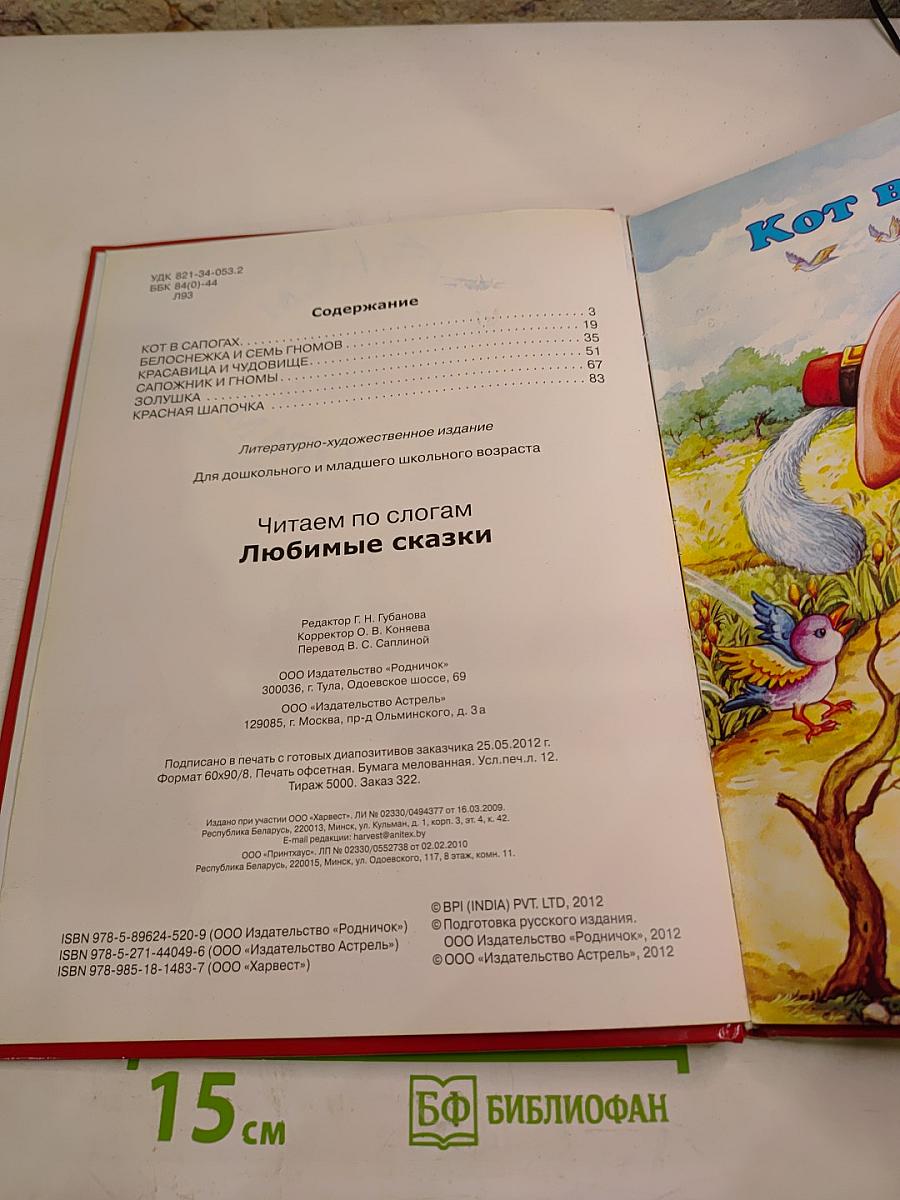 УДК 821-34-053.2
ББК 84(0)-44
Л93
Содержание
КОТ В САПОГАХ. 3
БЕЛОСНЕЖКА И СЕМЬ ГНОМОВ 19
КРАСАВИЦА И ЧУДОВИЩЕ 35
САПОЖНИК И ГНОМЫ 51
ЗОЛУШКА 67
КРАСНАЯ ШАПОЧКА 83
Литературно-художественное издание
Для дошкольного и младшего школьного возраста
Читаем по слогам
Любимые сказки
Редактор Г. Н. Губанова
Корректор О. В. Коняева
Перевод В. С. Саплиной
ООО Издательство «Родничок»
300036, г. Тула, Одоевское шоссе, 69
ООО «Издательство Астрель»
129085, г. Москва, пр-д Ольминского, д. 3а
Подписано в печать с готовых диапозитивов заказчика 25.05.2012 г.
Формат 60х90/8. Печать офсетная. Бумага мелованная. Усл.печ.л. 12.
Тираж 5000. Заказ 322.
Издано при участии ООО «Харвест». ЛИ № 02330/0494377 от 16.03.2009.
Республика Беларусь, 220013, Минск, ул. Кульман, д. 1, корп. 3, эт. 4, к. 42.
E-mail редакции: harvest@anitex.by
ООО «Принтхаус». ЛП № 02330/0552738 от 02.02.2010
Республика Беларусь, 220015, Минск, ул. Одоевского, 117, 8 этаж, комн. 11.
ISBN 978-5-89624-520-9 (ООО Издательство «Родничок»)
ISBN 978-5-271-44049-6 (ООО «Издательство Астрель»)
ISBN 978-985-18-1483-7 (ООО «Харвест»)
© BPI (INDIA) PVT. LTD, 2012
© Подготовка русского издания.
ООО Издательство «Родничок», 2012
© ООО «Издательство Астрель», 2012
Кот в
15 см
БФ БИБЛИОФАН